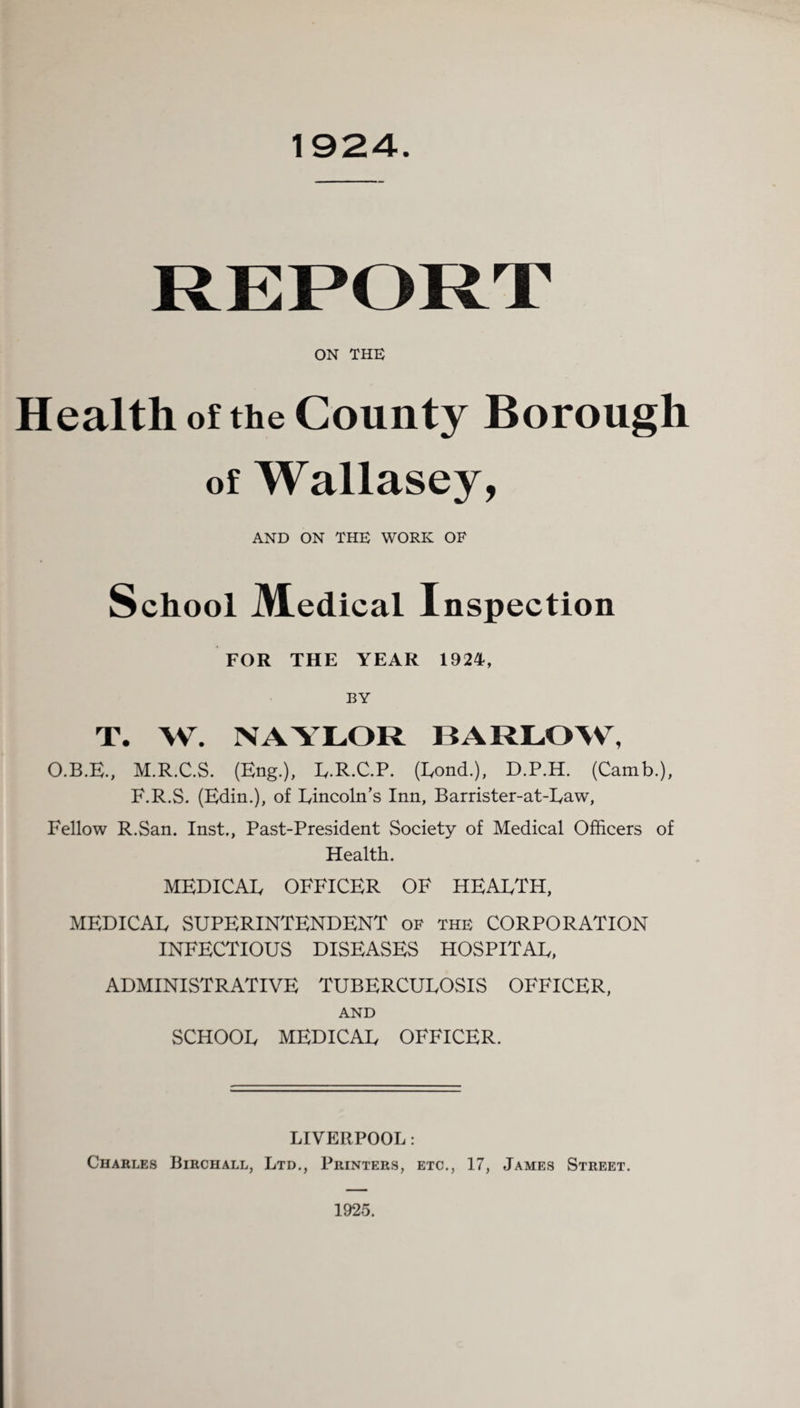 1924.
REPORT
ON THE
Health of the County Borough
of Wallasey,
AND ON THE WORK OF
School Medical Inspection
FOR THE YEAR 1924,
BY
T. W. NAYLOR BARLOW,
O.B.E., M.R.C.S. (Eng.), L.R.C.P. (Lond.), D.P.H. (Camb.),
F.R.S. (Edin.), of Lincoln's Inn, Barrister-at-Law,
Fellow R.San. Inst., Past-President Society of Medical Officers of
Health.
MEDICAL OFFICER OF HEALTH,
MEDICAL SUPERINTENDENT OF THE CORPORATION
INFECTIOUS DISEASES HOSPITAL,
ADMINISTRATIVE TUBERCULOSIS OFFICER,
AND
SCHOOL MEDICAL OFFICER.
LIVERPOOL:
CHARLES BIRCHALL, LTD., PRINTERS, ETC., 17, JAMES STREET.
1925.